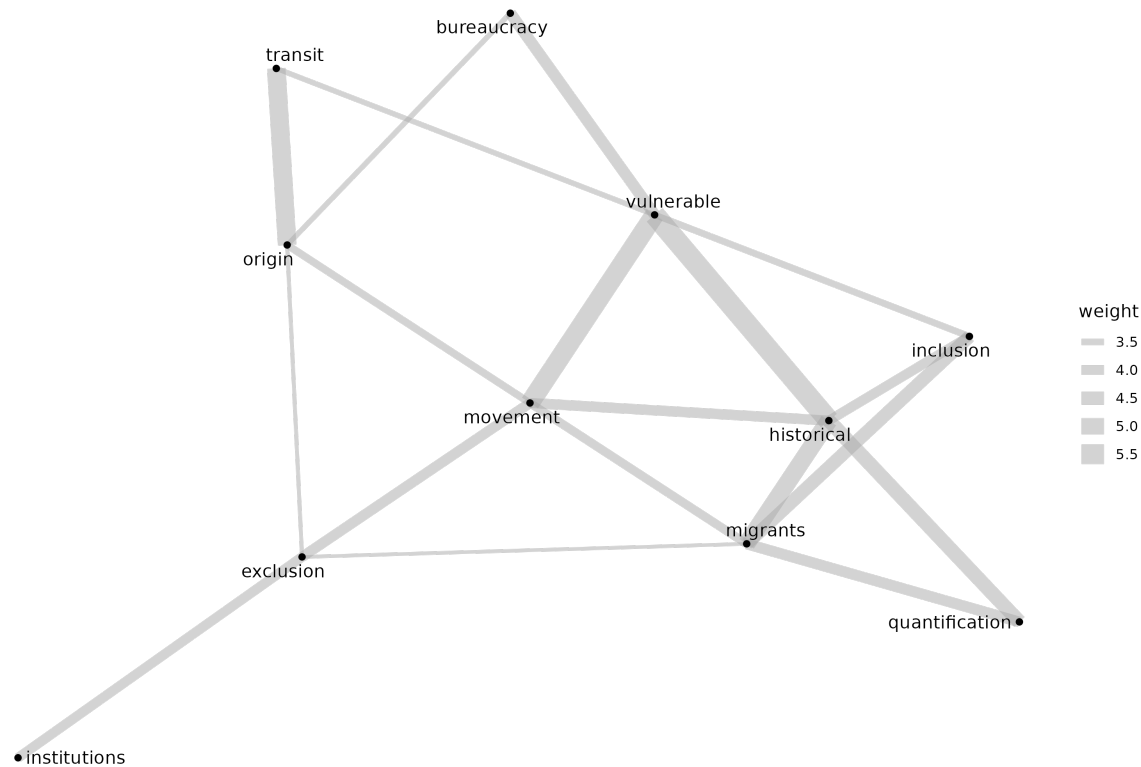 bureaucracy
transit
vulnerable
origin
inclusion
movement
historical
migrants
exclusion
quantification
institutions
weight
3.5
4.0
4.5
5.0
5.5